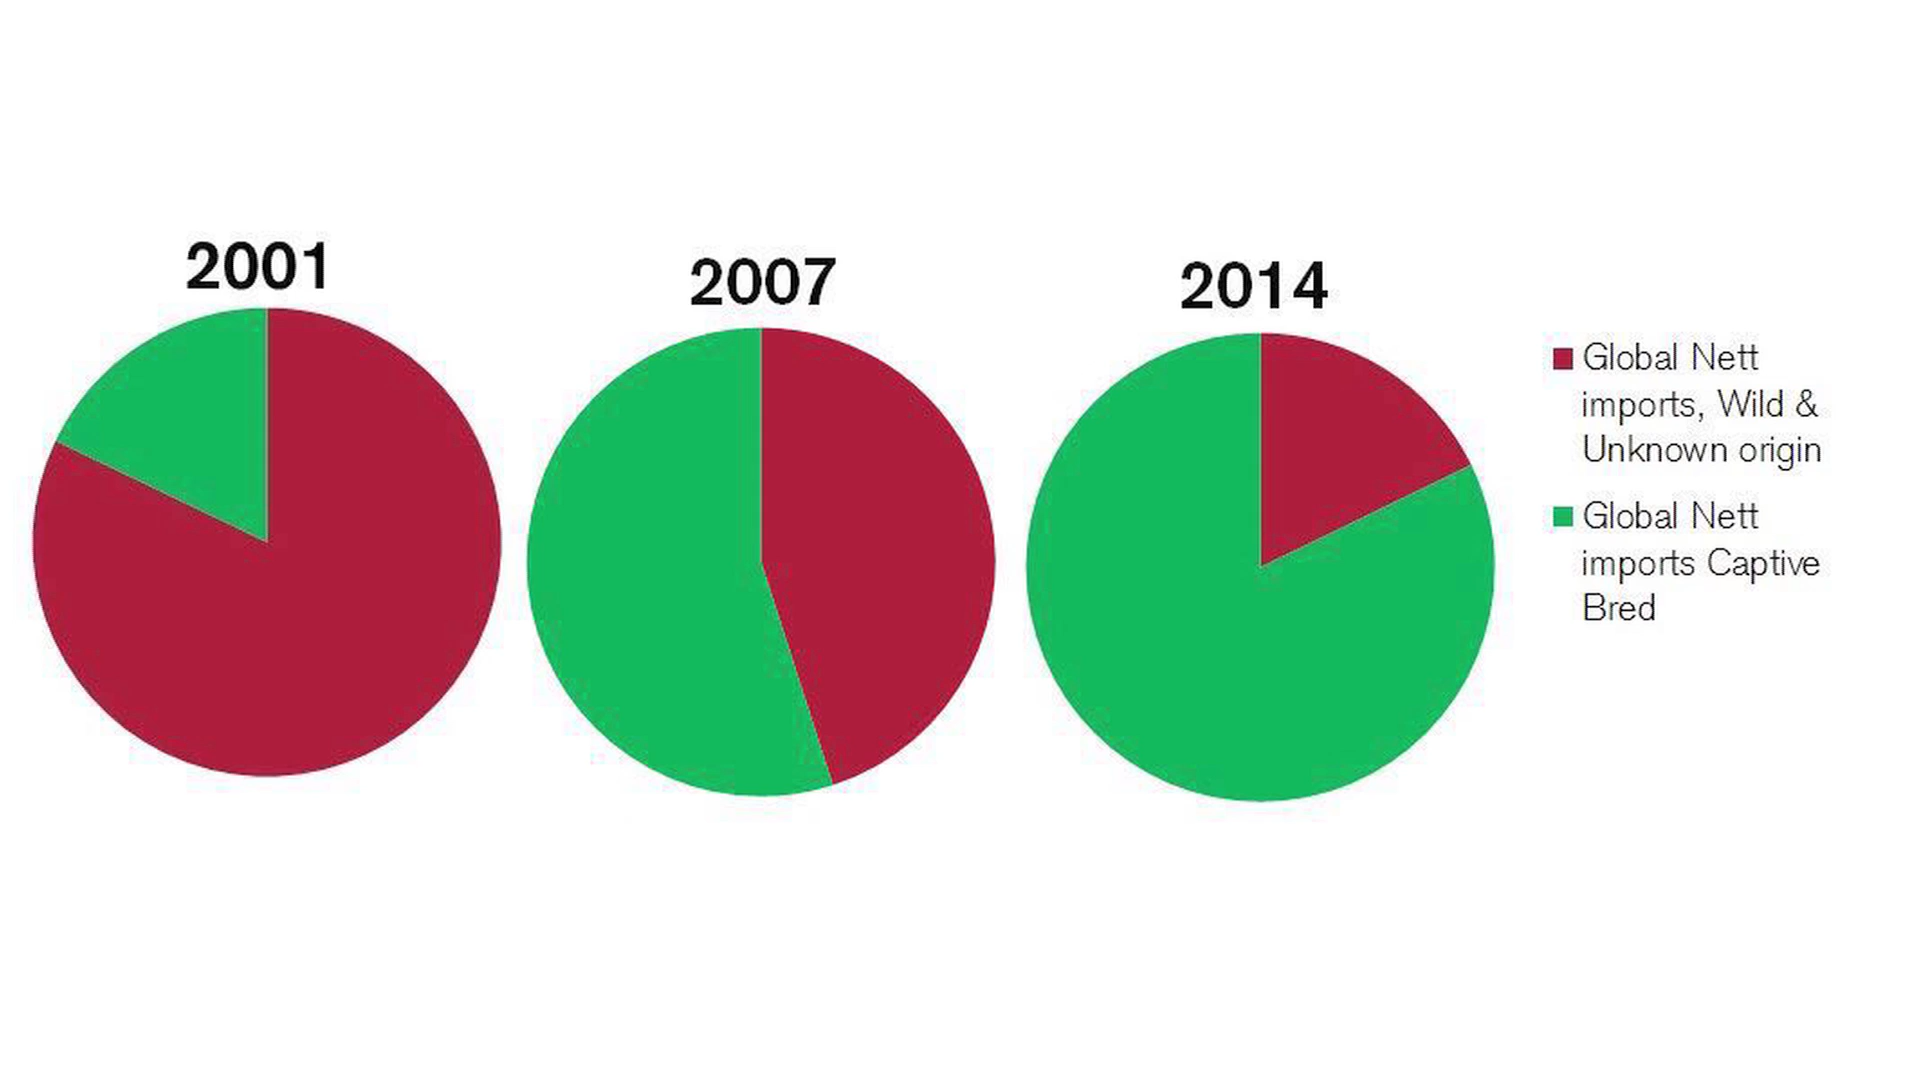 2001
2007
2014
Global Nett
imports, Wild &
Unknown origin
Global Nett
imports Captive
Bred